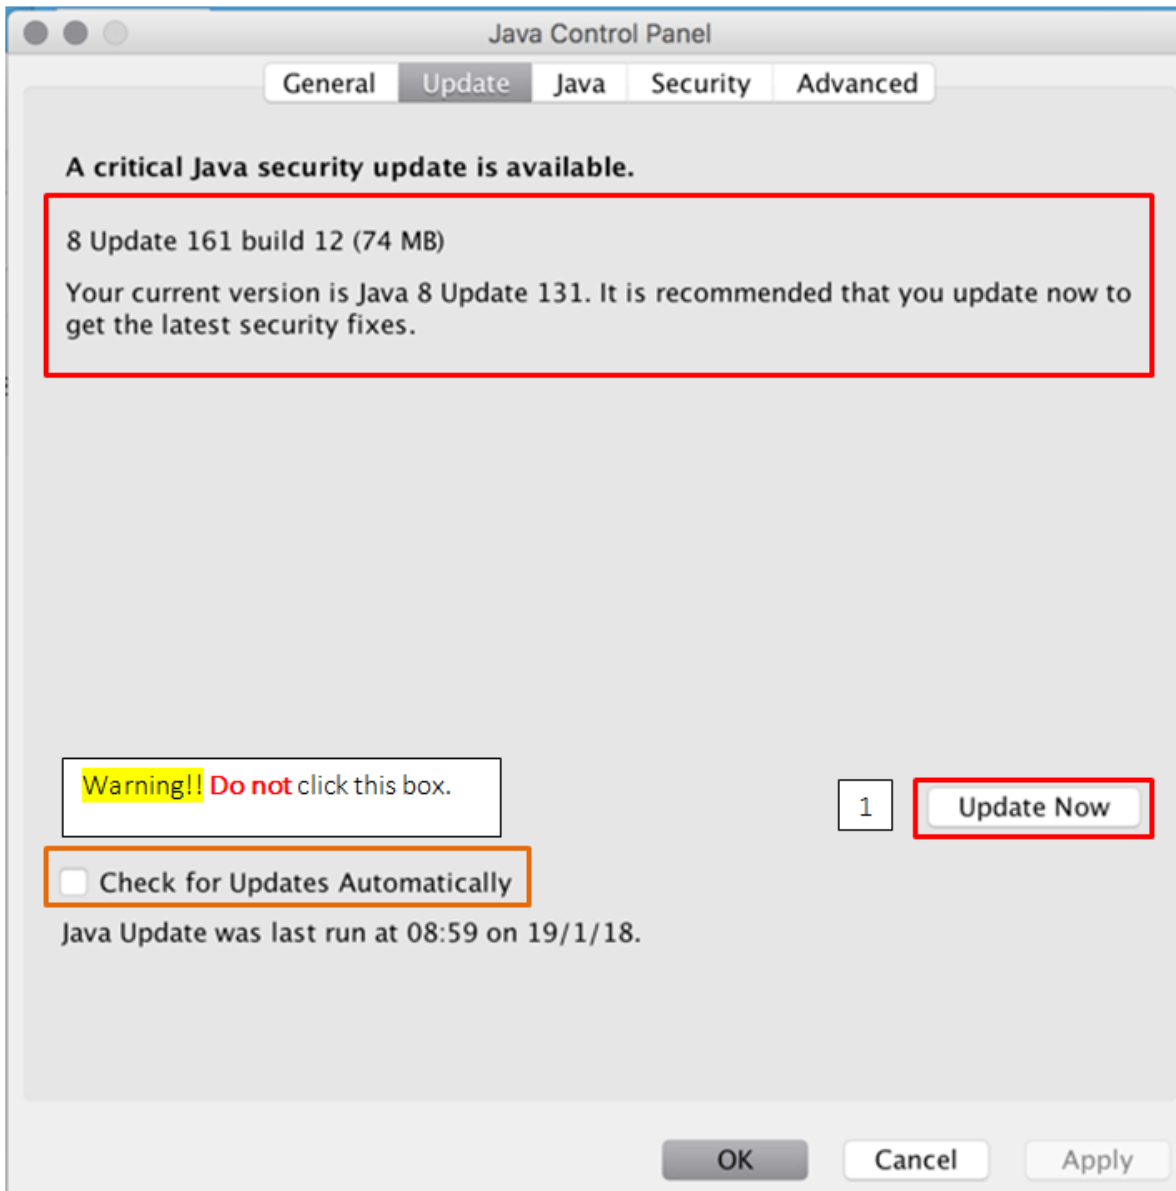 Java Control Panel
General Update Java Security Advanced
A critical Java security update is available.
8 Update 161 build 12 (74 MB)
Your current version is Java 8 Update 131. It is recommended that you update now to
get the latest security fixes.
Warning!! Do not click this box.
1 Update Now
Check for Updates Automatically
Java Update was last run at 08:59 on 19/1/18.
OK Cancel Apply